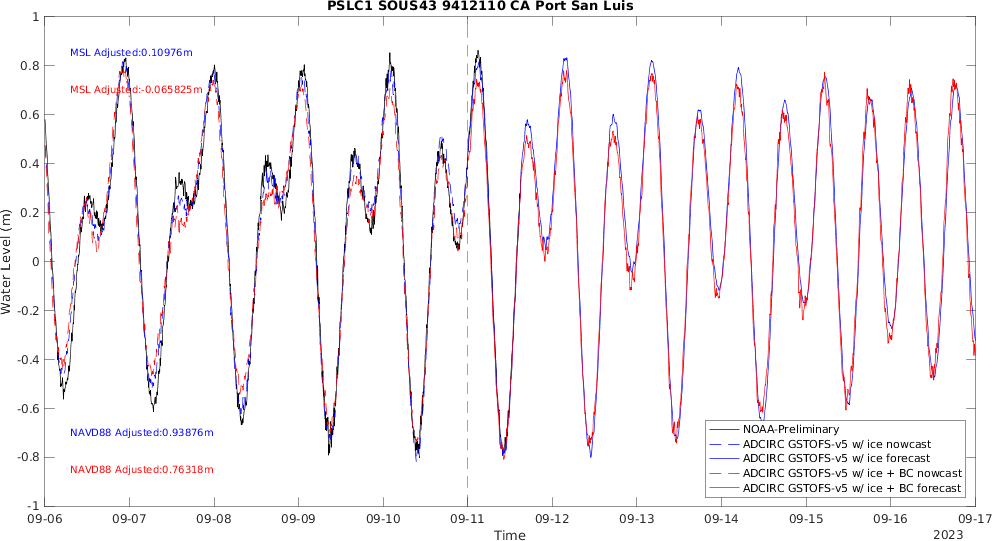 PSLC1 SOUS43 9412110 CA Port San Luis
1
0.8
0.6
0.4
0.2
0
-0.2
-0.4
-0.6
-0.8
-1
Water Level (m)
MSL Adjusted:0.10976m
MSL Adjusted:-0.065825m
NAVD88 Adjusted:0.93876m
NAVD88 Adjusted:0.76318m
NOAA-Preliminary
ADCIRC GSTOFS-v5 w/ ice nowcast
ADCIRC GSTOFS-v5 w/ ice forecast
ADCIRC GSTOFS-v5 w/ ice + BC nowcast
ADCIRC GSTOFS-v5 w/ ice + BC forecast
09-06 09-07 09-08 09-09 09-10 09-11 09-12 09-13 09-14 09-15 09-16 09-17
Time
2023